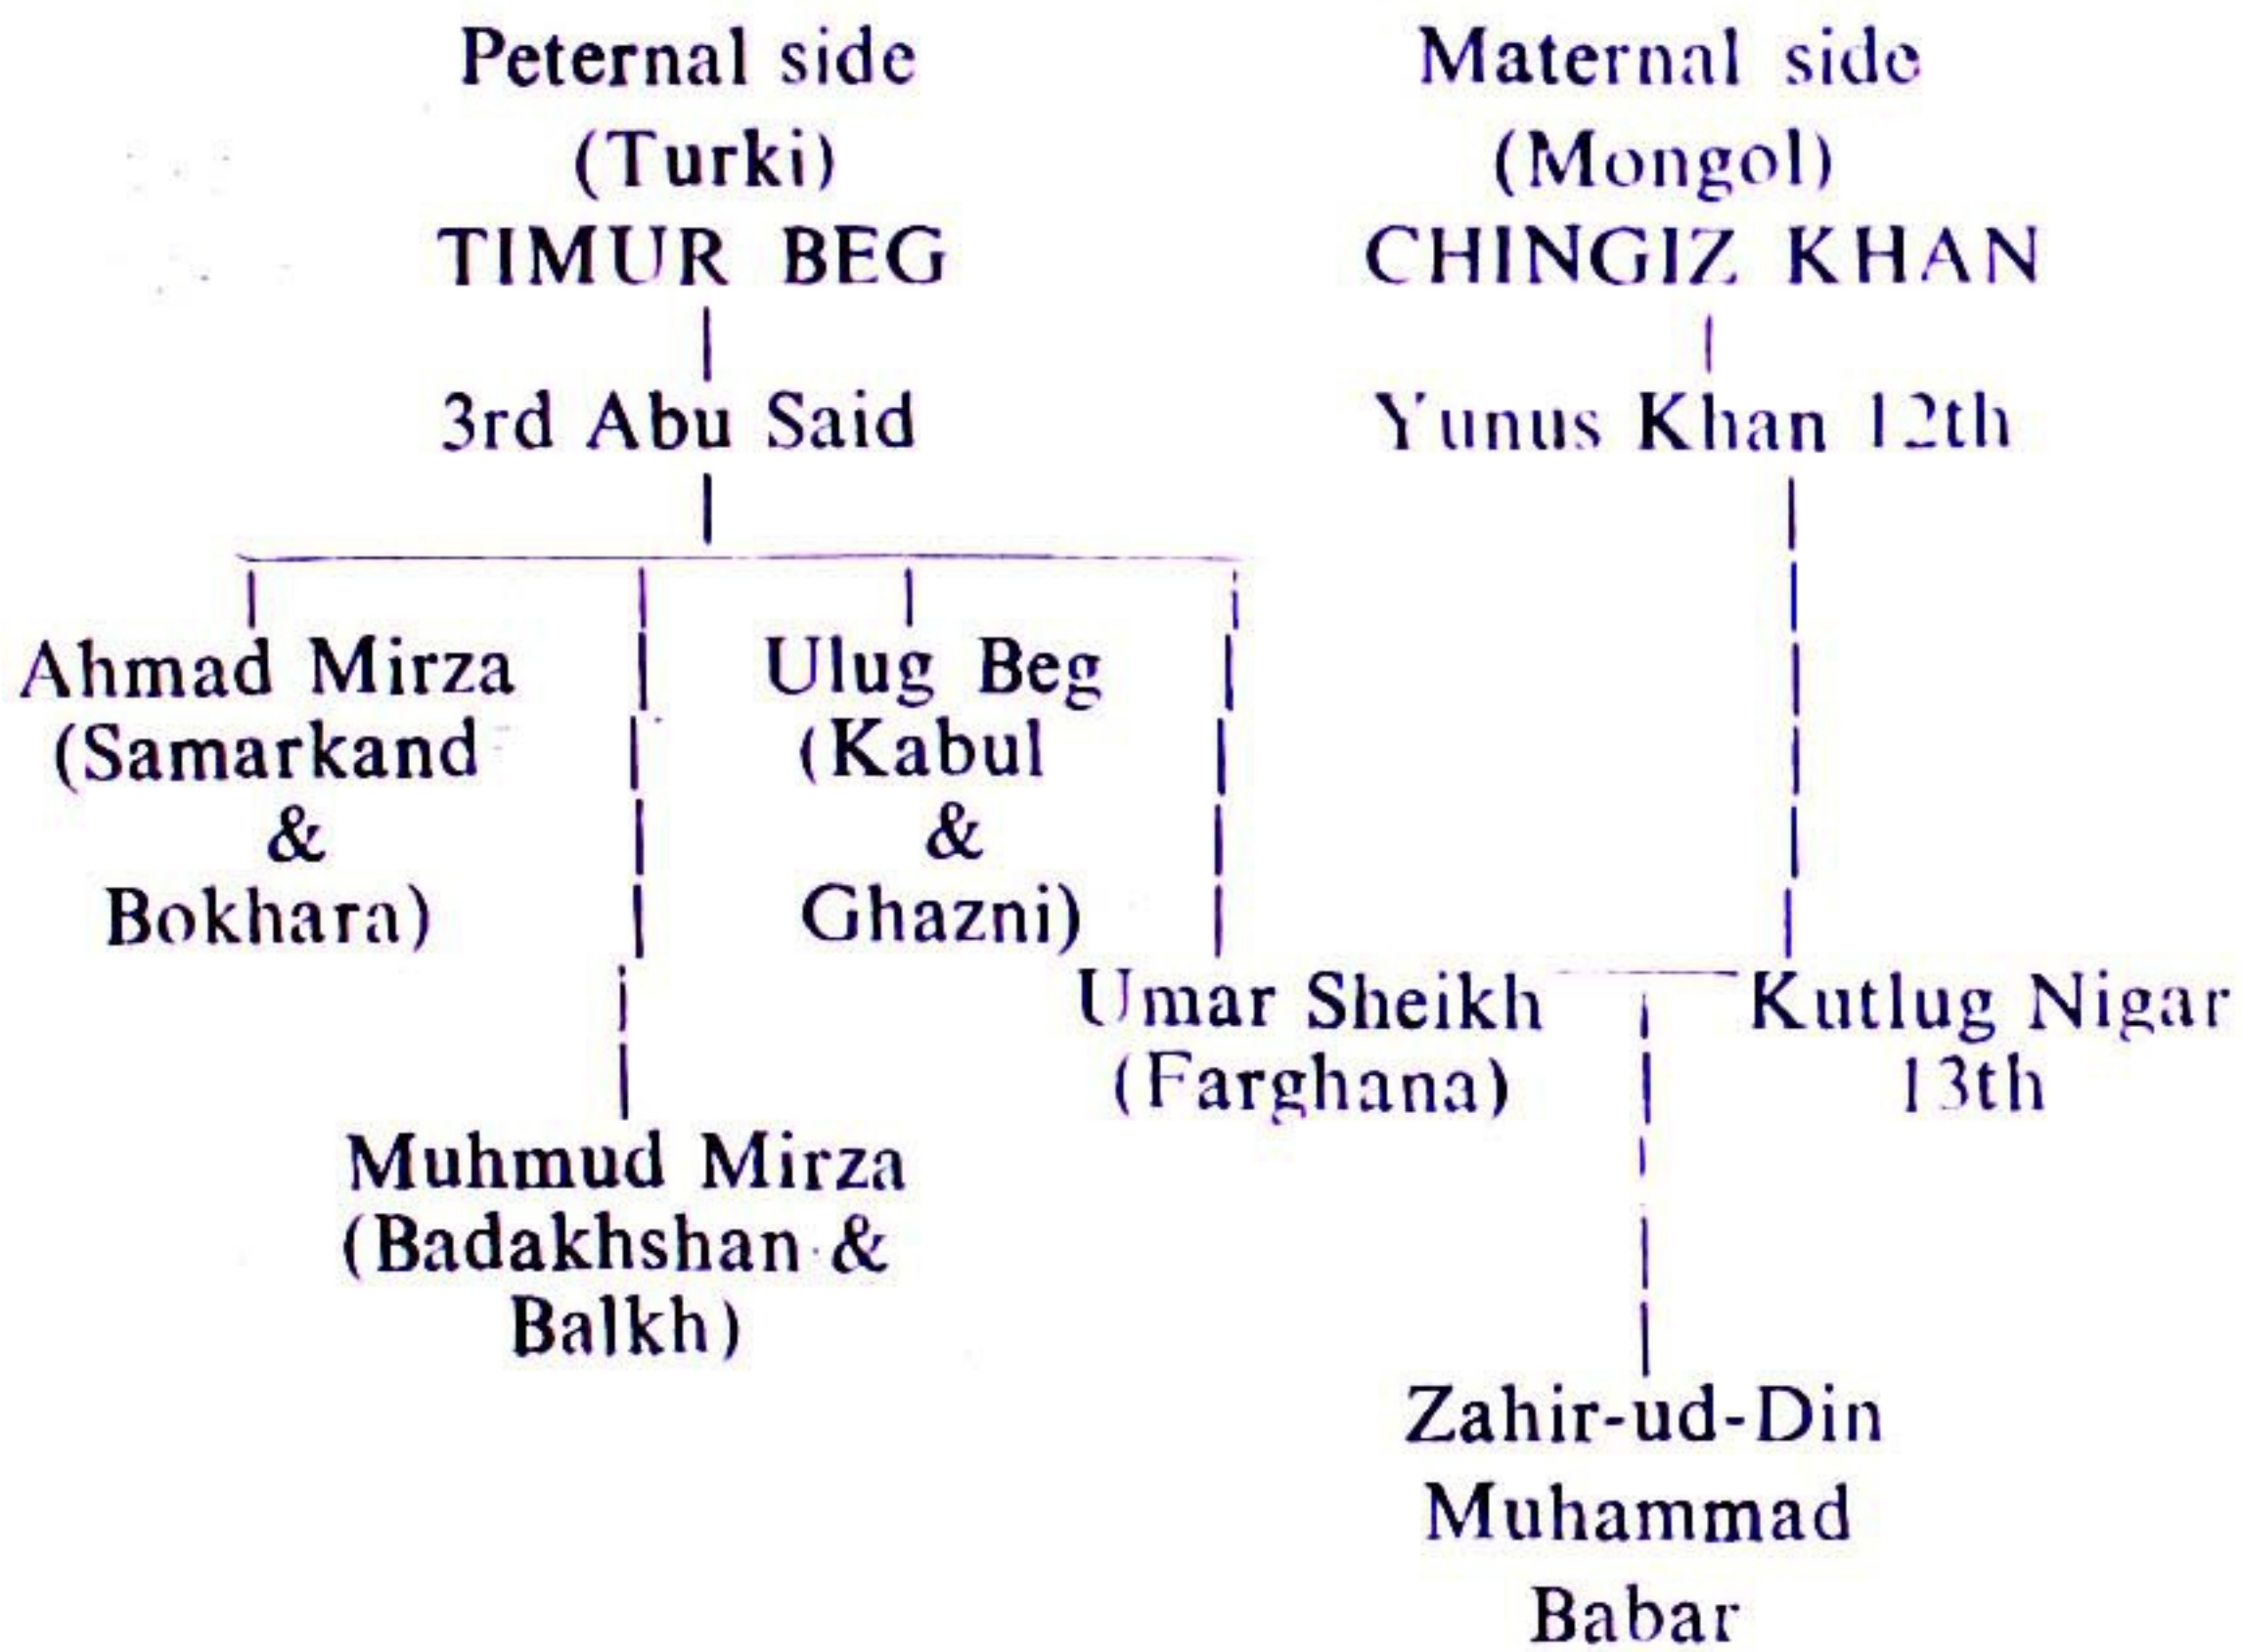 Peternal side
(Turki)
TIMUR BEG
3rd Abu Said
Maternal side
(Mongol)
CHINGIZ KHAN
Yunus Khan 12th
Ahmad Mirza
(Samarkand
&
Bokhara)
Ulug Beg
(Kabul
&
Ghazni)
Umar Sheikh
(Farghana)
Kutlug Nigar
13th
Muhmud Mirza
(Badakhshan &
Balkh)
Zahir-ud-Din
Muhammad
Babar